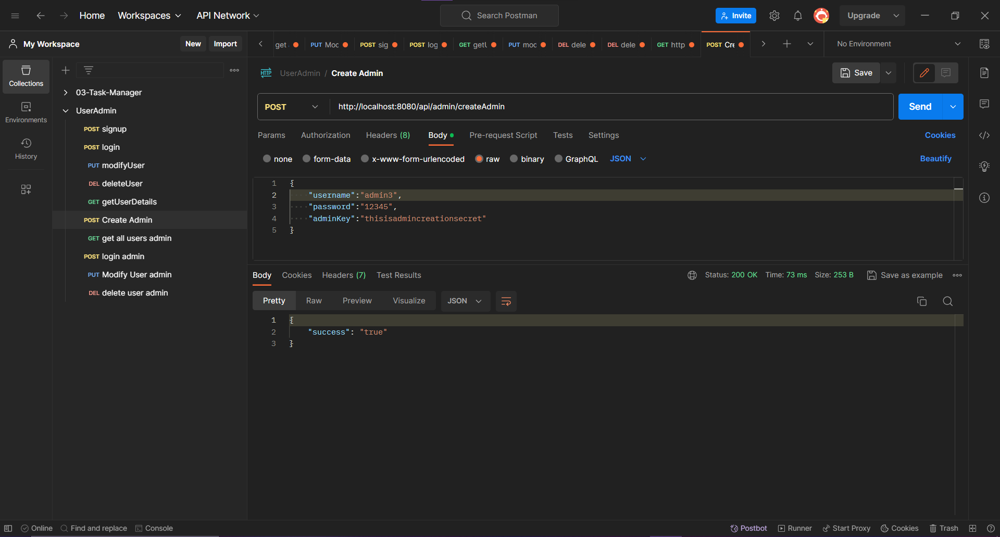 Home Workspaces API Network Search Postman Invite Upgrade
My Workspace New Import
get PUT Moc POST sig POST log GET getU PUT moc DEL dele DEL dele GET http POST Cre No Environment
Collections
Environments
History
03-Task-Manager
UserAdmin
POST signup
POST login
PUT modifyUser
DEL deleteUser
GET getUserDetails
POST Create Admin
GET get all users admin
POST login admin
PUT Modify User admin
DEL delete user admin
HTTP UserAdmin / Create Admin Save
POST http://localhost:8080/api/admin/createAdmin Send
Params Authorization Headers (8) Body Pre-request Script Tests Settings Cookies
none form-data x-www-form-urlencoded raw binary GraphQL JSON Beautify
1 {
2 "username":"admin3",
3 "password":"12345",
4 "adminKey":"thisisadmincreationsecret"
5 }
Body Cookies Headers (7) Test Results Status: 200 OK Time: 73 ms Size: 253 B Save as example
Pretty Raw Preview Visualize JSON
1 {
2 "success": "true"
3 }
Online Find and replace Console Postbot Runner Start Proxy Cookies Trash